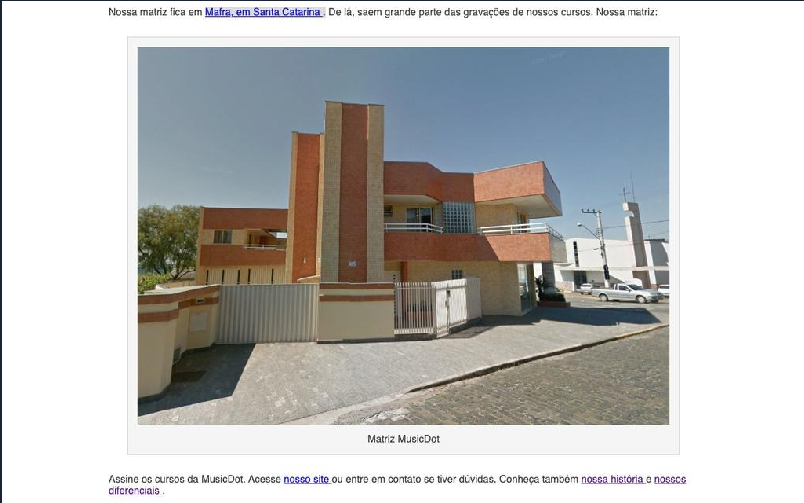 Nossa matriz fica em Mafra, em Santa Catarina . De lá, saem grande parte das gravações de nossos cursos. Nossa matriz:
Matriz MusicDot
Assine os cursos da MusicDot. Acesse nosso site ou entre em contato se tiver dúvidas. Conheça também nossa história e nossos
diferenciais .